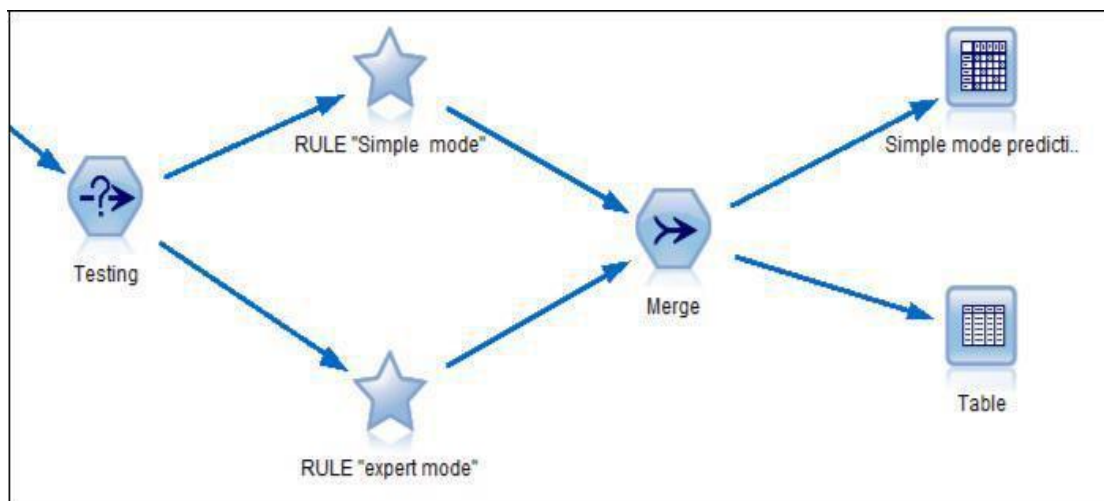 RULE "Simple  mode"
Simple mode predicti..
Testing
Merge
Table
RULE "expert mode"